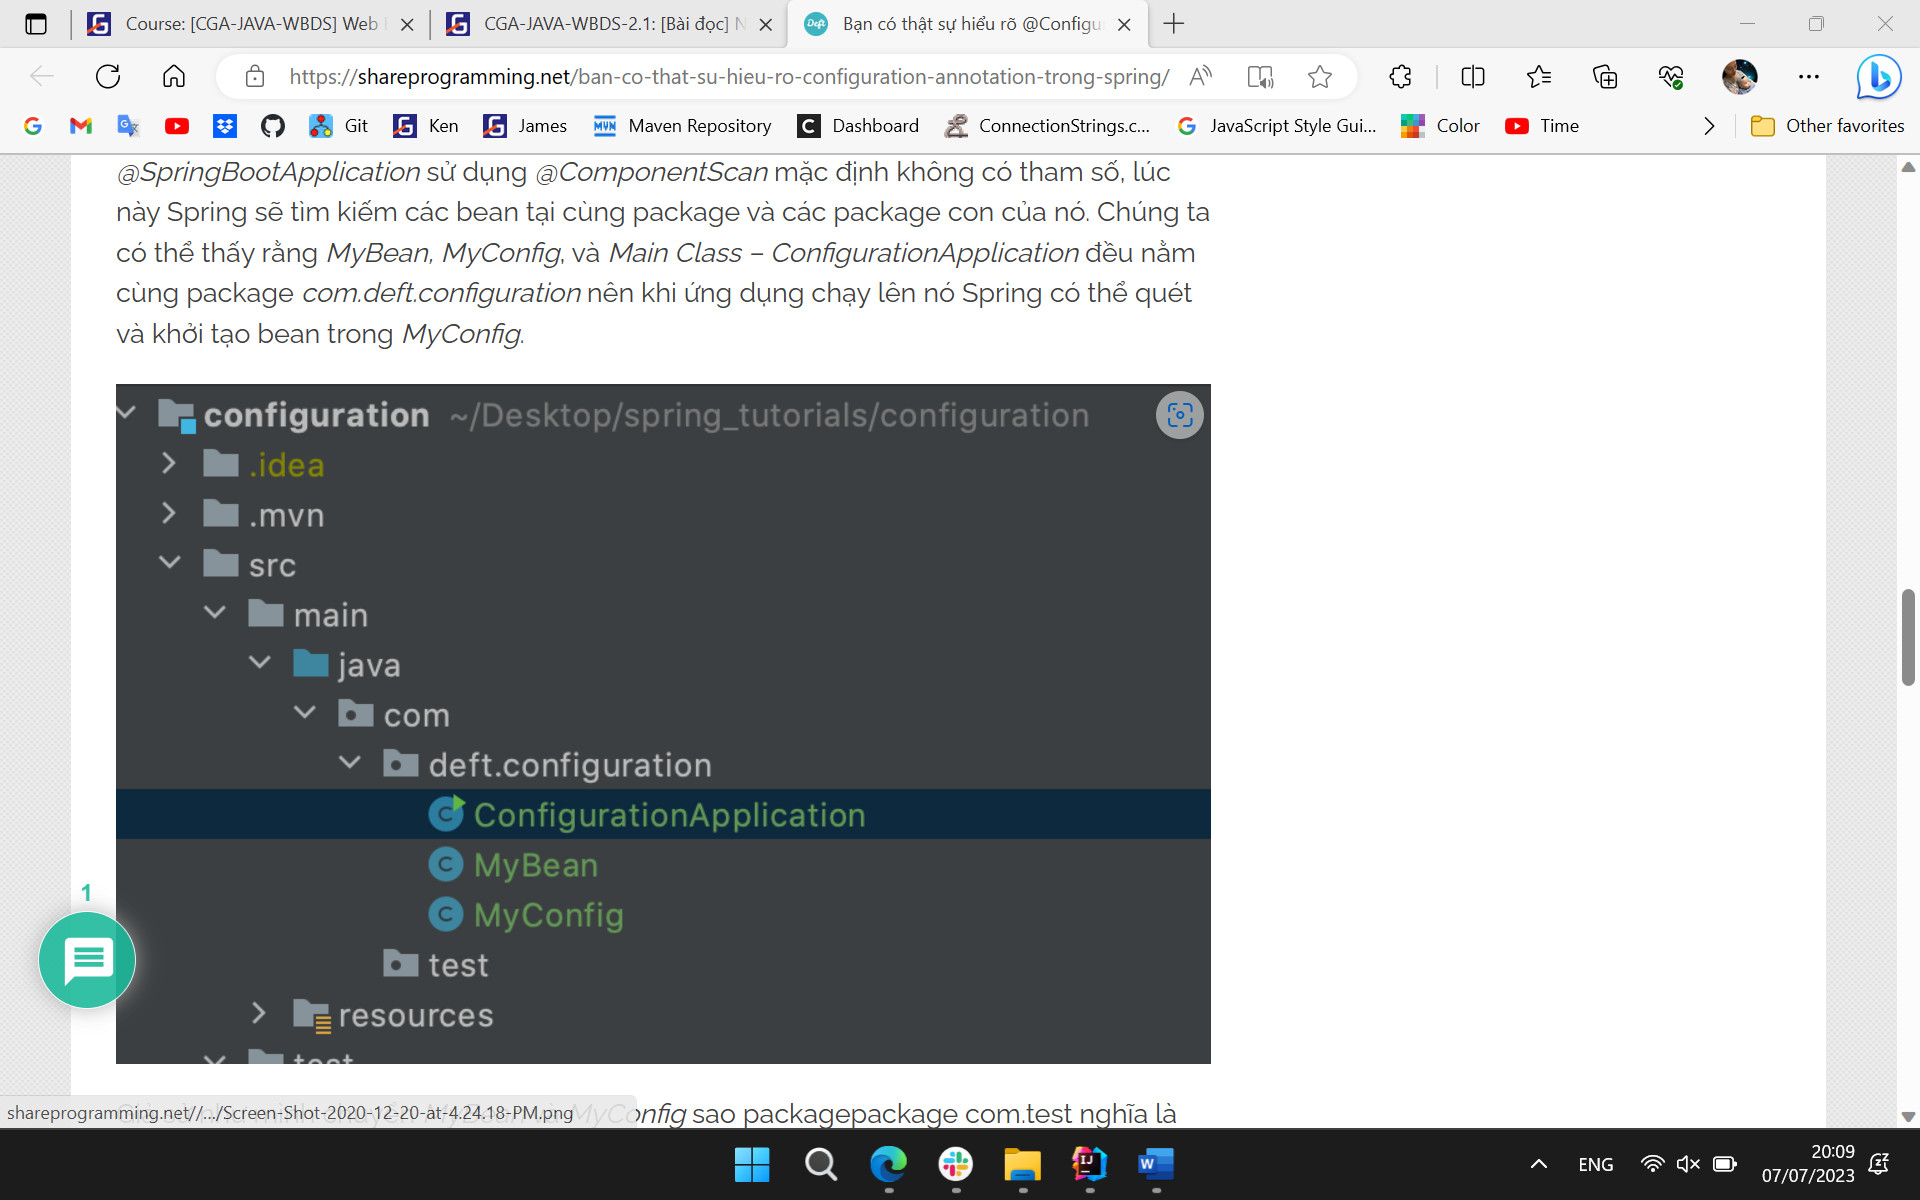 Course: [CGA-JAVA-WBDS] Web
CGA-JAVA-WBDS-2.1: [Bài đọc] N
Bạn có thật sự hiểu rõ @Configu
https://shareprogramming.net/ban-co-that-su-hieu-ro-configuration-annotation-trong-spring/
Git
Ken
James
Maven Repository
Dashboard
ConnectionStrings.c...
JavaScript Style Gui...
Color
Time
Other favorites
@SpringBootApplication sử dụng @ComponentScan mặc định không có tham số, lúc
này Spring sẽ tìm kiếm các bean tại cùng package và các package con của nó. Chúng ta
có thể thấy rằng MyBean, MyConfig, và Main Class – ConfigurationApplication đều nằm
cùng package com.deft.configuration nên khi ứng dụng chạy lên nó Spring có thể quét
và khởi tạo bean trong MyConfig.
configuration ~/Desktop/spring_tutorials/configuration
.idea
.mvn
src
main
java
com
deft.configuration
ConfigurationApplication
MyBean
MyConfig
test
resources
test
1
shareprogramming.net//.../Screen-Shot-2020-12-20-at-4.24.18-PM.png
MyConfig sao packagepackage com.test nghĩa là
ENG
20:09
07/07/2023